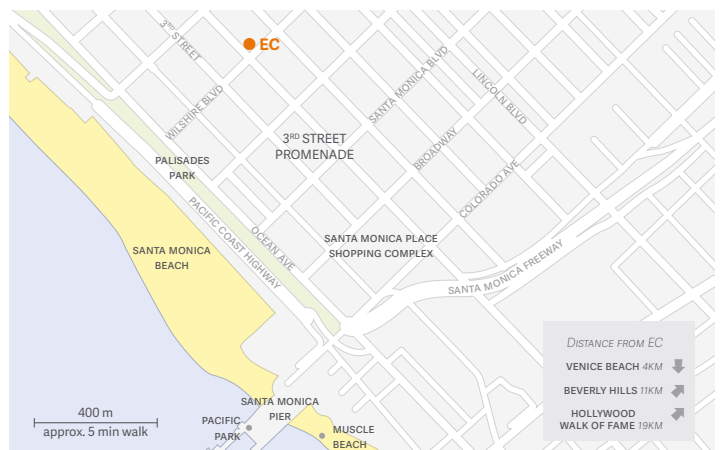 3RD STREET
EC
WILSHIRE BLVD
SANTA MONICA BLVD
LINCOLN BLVD
3RD STREET
PROMENADE
BROADWAY
COLORADO AVE
PALISADES
PARK
PACIFIC COAST HIGHWAY
OCEAN AVE
SANTA MONICA PLACE
SHOPPING COMPLEX
SANTA MONICA
BEACH
SANTA MONICA FREEWAY
DISTANCE FROM EC
VENICE BEACH 4KM
BEVERLY HILLS 11KM
HOLLYWOOD
WALK OF FAME 19KM
SANTA MONICA
PIER
400 m
approx. 5 min walk
PACIFIC
PARK
MUSCLE
BEACH